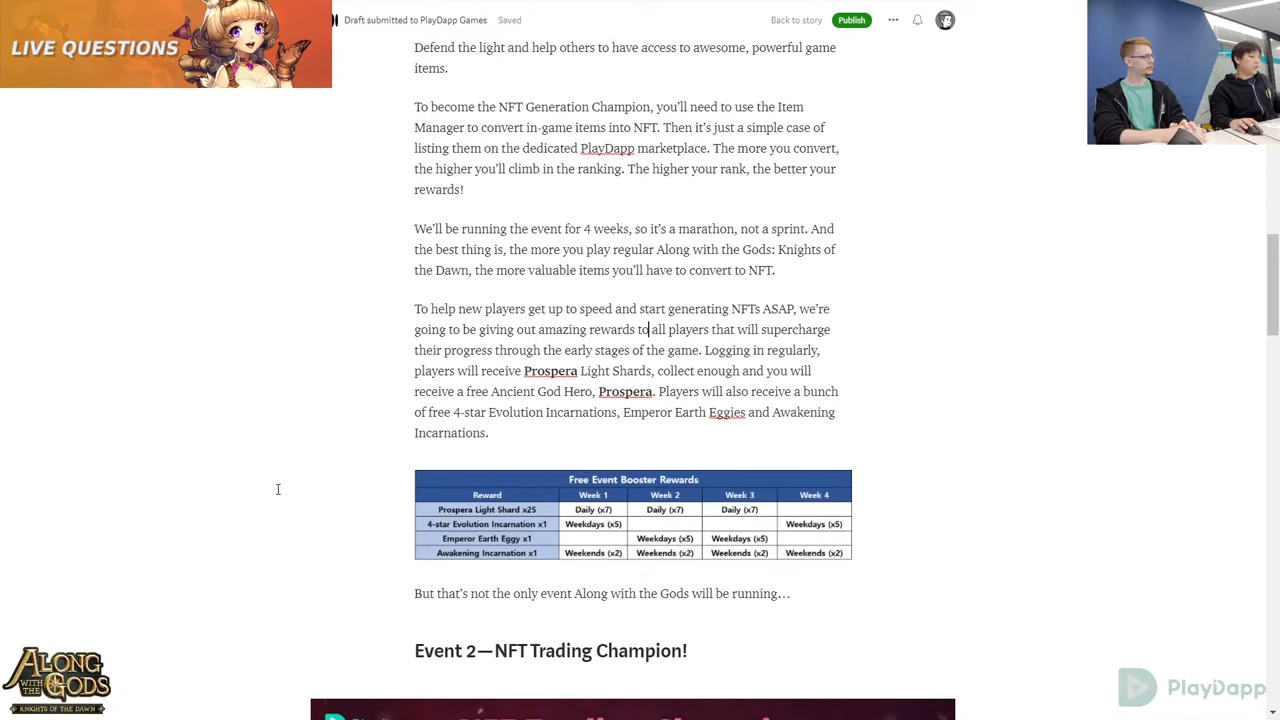 LIVE QUESTIONS
Draft submitted to PlayDapp Games Saved
Back to story Publish
Defend the light and help others to have access to awesome, powerful game
items.
To become the NFT Generation Champion, you'll need to use the Item
Manager to convert in-game items into NFT. Then it's just a simple case of
listing them on the dedicated PlayDapp marketplace. The more you convert,
the higher you'll climb in the ranking. The higher your rank, the better your
rewards!
We'll be running the event for 4 weeks, so it's a marathon, not a sprint. And
the best thing is, the more you play regular Along with the Gods: Knights of
the Dawn, the more valuable items you'll have to convert to NFT.
To help new players get up to speed and start generating NFTs ASAP, we're
going to be giving out amazing rewards to all players that will supercharge
their progress through the early stages of the game. Logging in regularly,
players will receive Prospera Light Shards, collect enough and you will
receive a free Ancient God Hero, Prospera. Players will also receive a bunch
of free 4-star Evolution Incarnations, Emperor Earth Eggies and Awakening
Incarnations.
Free Event Booster Rewards
Reward Week 1 Week 2 Week 3 Week 4
Prospera Light Shard x25 Daily (x7) Daily (x7) Daily (x7)
4-star Evolution Incarnation x1 Weekdays (x5) Weekdays (x5)
Emperor Earth Eggy x1 Weekdays (x5) Weekdays (x5)
Awakening Incarnation x1 Weekends (x2) Weekends (x2) Weekends (x2) Weekends (x2)
But that's not the only event Along with the Gods will be running…
Event 2—NFT Trading Champion!
ALONG
WITH THE
GODS
KNIGHTS OF THE DAWN
PlayDapp